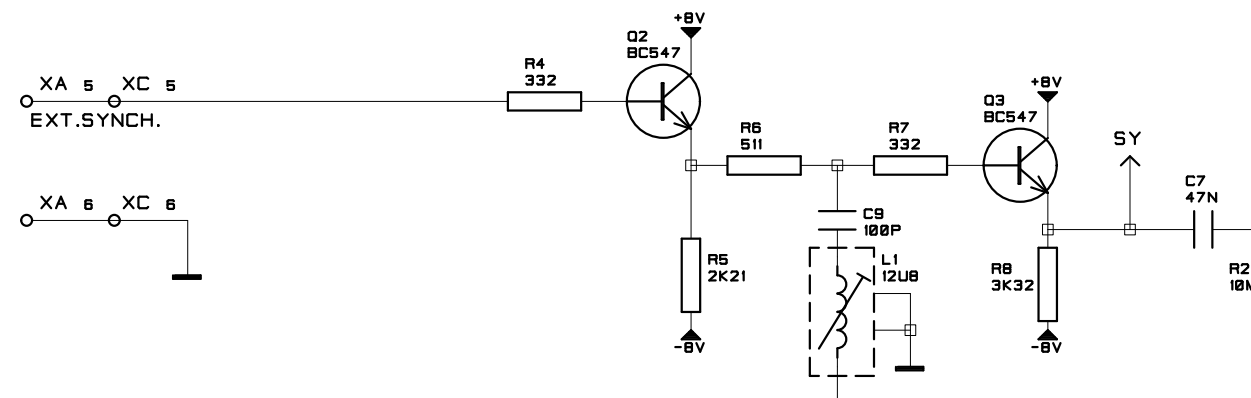 +8V
Q2
BC547
R4
332
XA 5 XC 5
EXT.SYNCH.
+8V
Q3
BC547
R6
511
R7
332
SY
C7
47N
XA 6 XC 6
C9
100P
R5
2K21
L1
12U8
R8
3K32
R2
10M
-8V
-8V